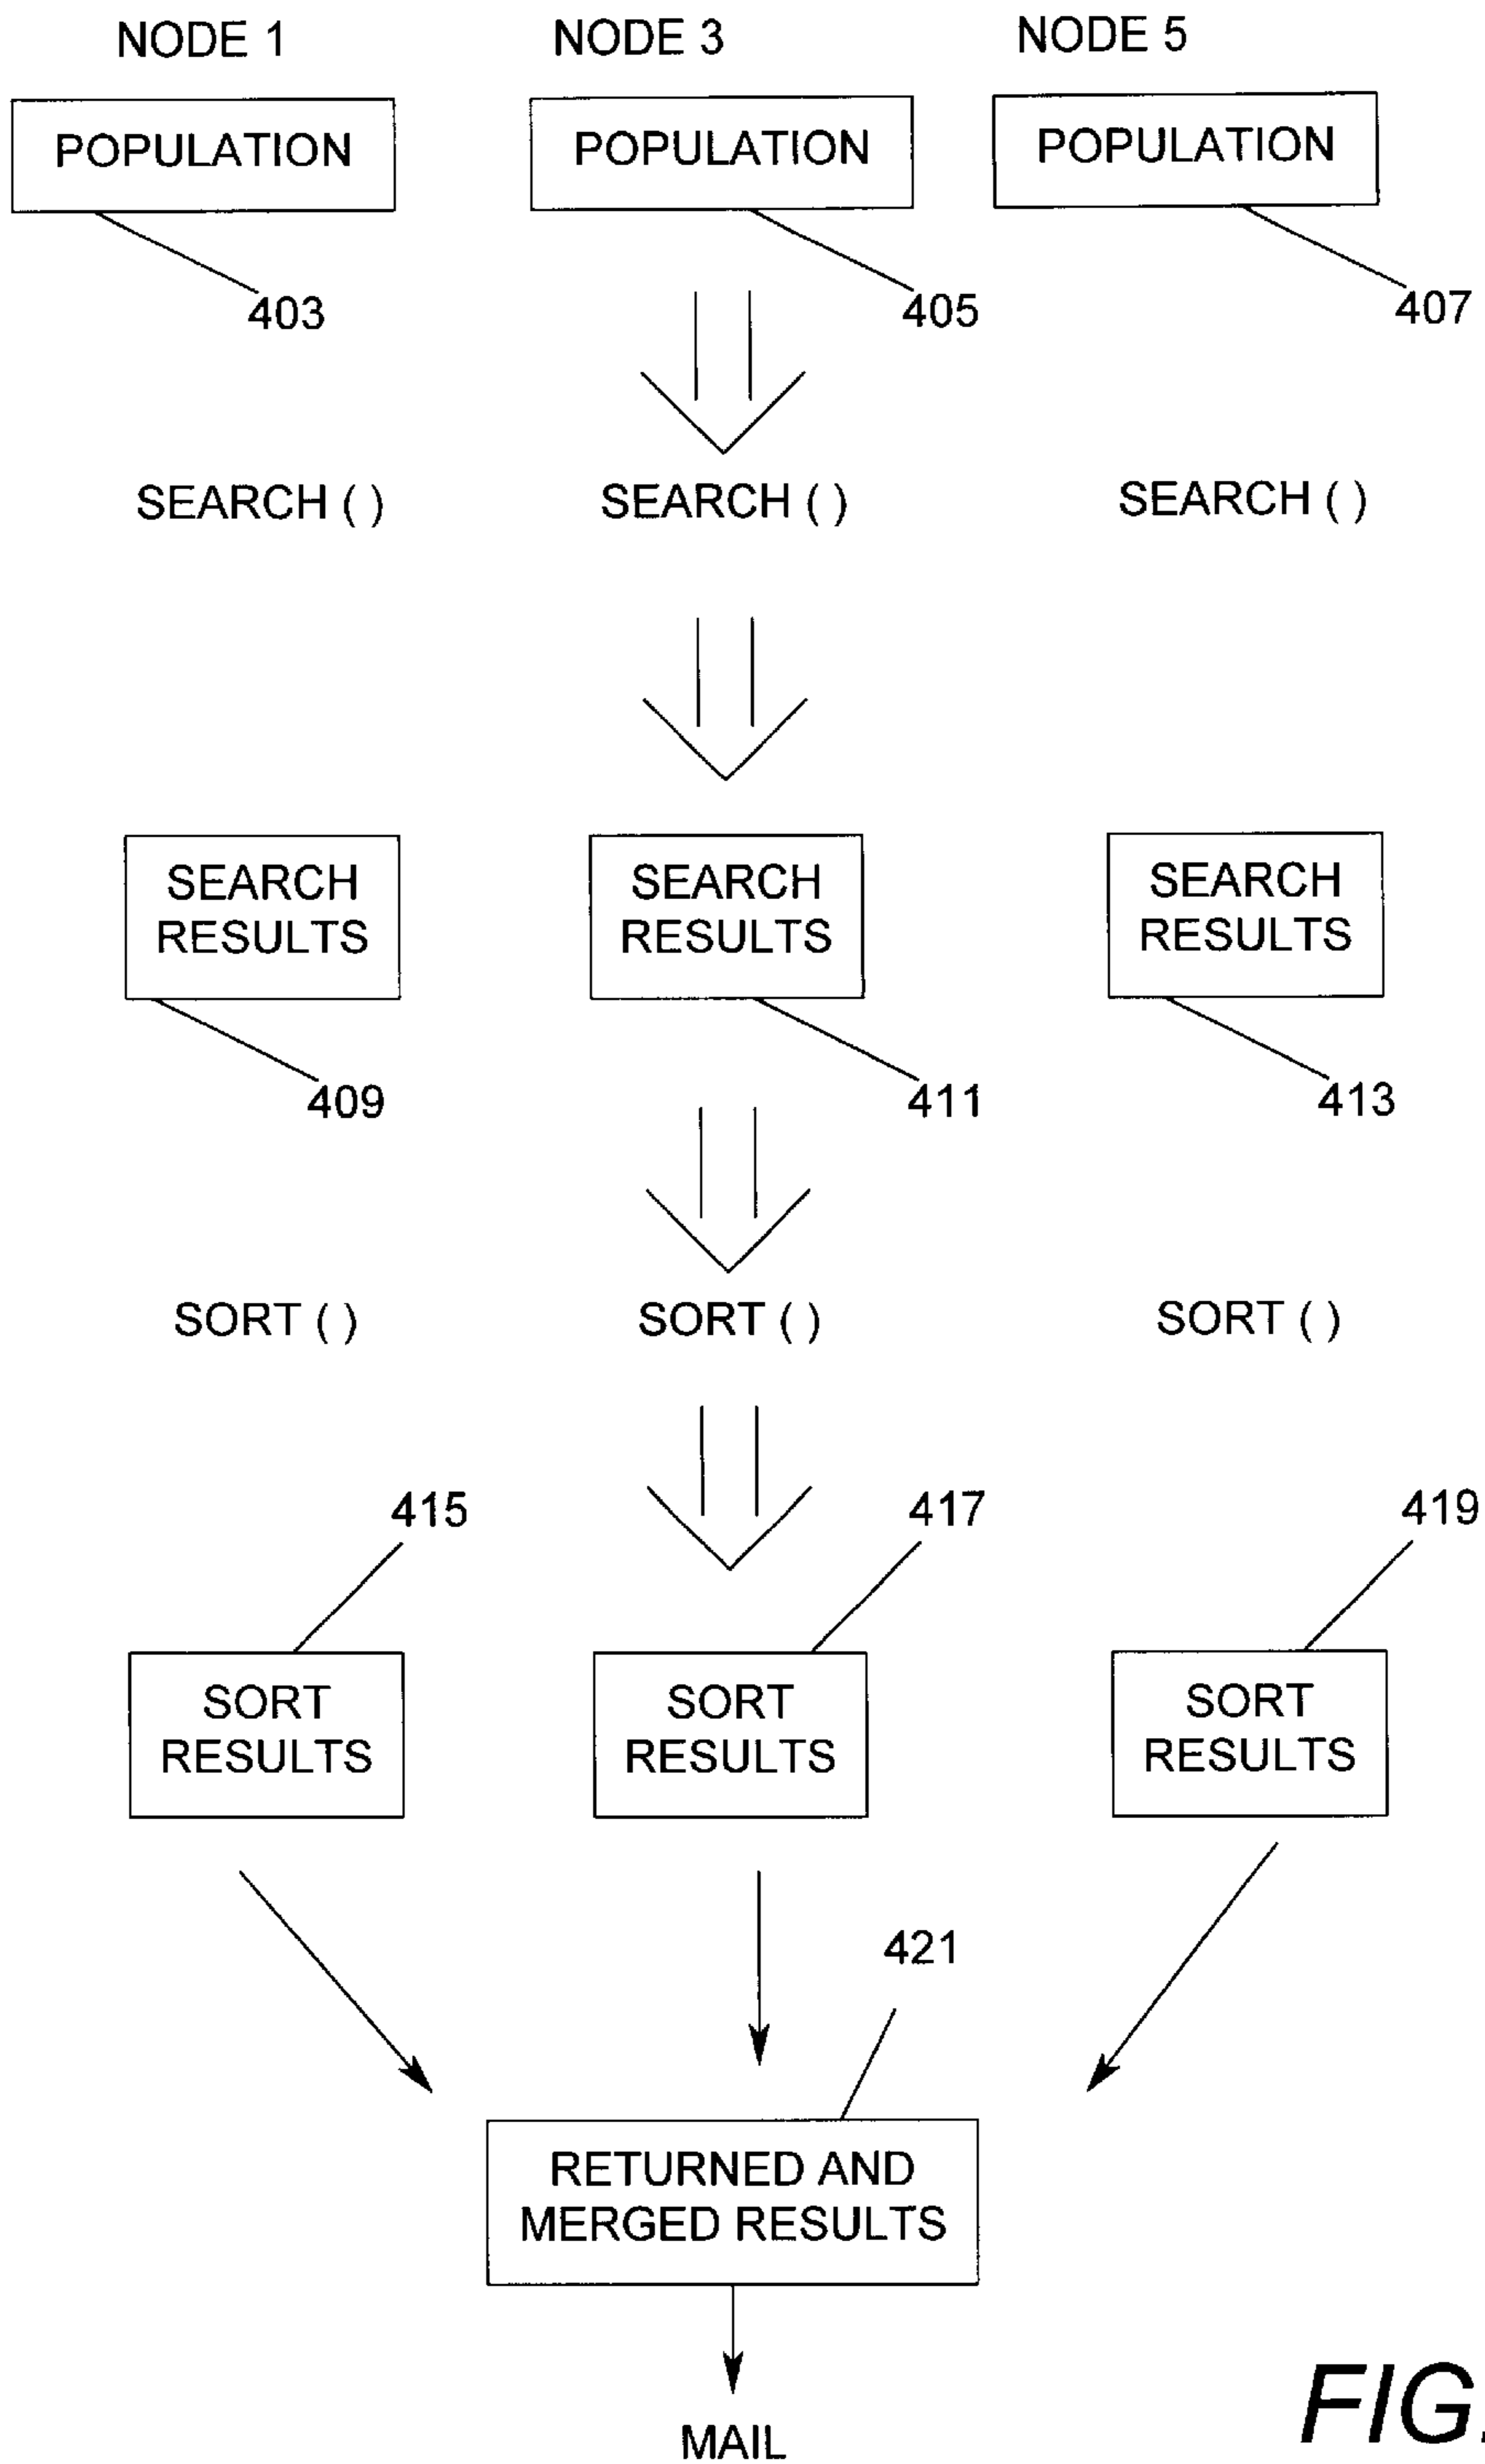 NODE 1 NODE 3 NODE 5
POPULATION POPULATION POPULATION
403 405 407
SEARCH ( ) SEARCH ( ) SEARCH ( )
SEARCH RESULTS
SEARCH RESULTS
SEARCH RESULTS
409 411 413
SORT ( ) SORT ( ) SORT ( )
415 417 419
SORT RESULTS
SORT RESULTS
SORT RESULTS
421
RETURNED AND
MERGED RESULTS
MAIL
FIG.